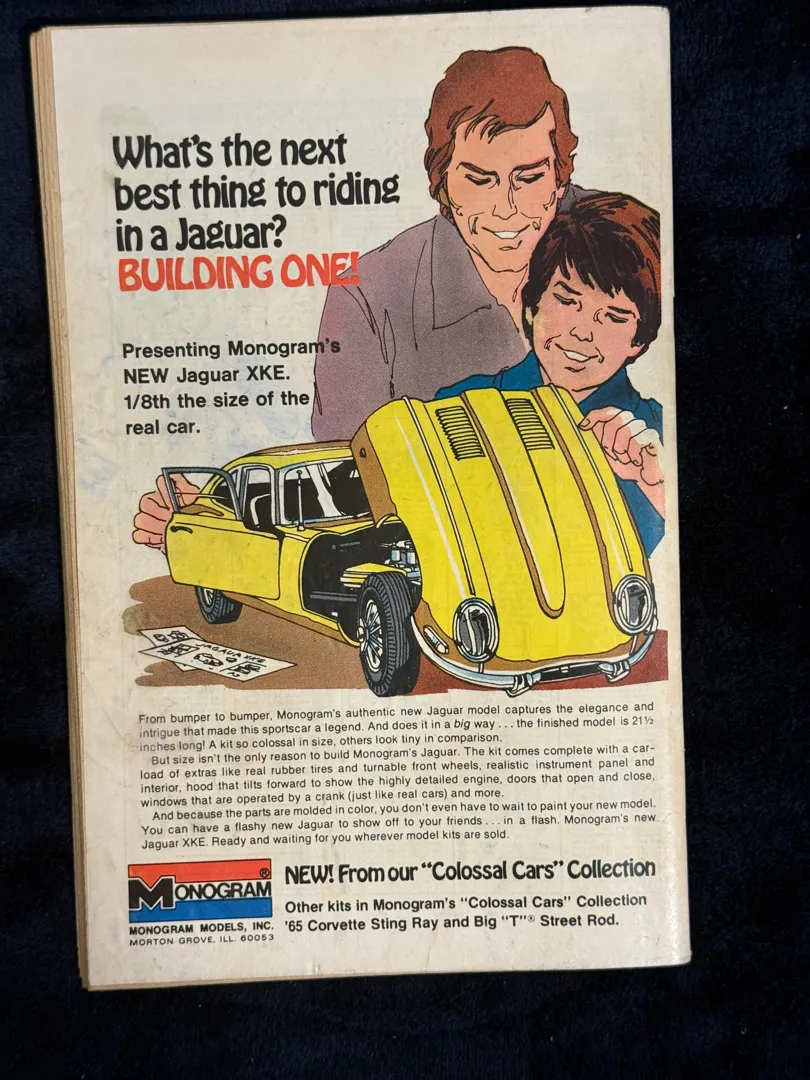 What's the next
best thing to riding
in a Jaguar?
BUILDING ONE!
Presenting Monogram's
NEW Jaguar XKE.
1/8th the size of the
real car.
JAGAUR XKE
From bumper to bumper, Monogram's authentic new Jaguar model captures the elegance and
intrigue that made this sportscar a legend. And does it in a big way . . . the finished model is 21½
inches long! A kit so colossal in size, others look tiny in comparison.
But size isn't the only reason to build Monogram's Jaguar. The kit comes complete with a car-
load of extras like real rubber tires and turnable front wheels, realistic instrument panel and
interior, hood that tilts forward to show the highly detailed engine, doors that open and close,
windows that are operated by a crank (just like real cars) and more.
And because the parts are molded in color, you don't even have to wait to paint your new model.
You can have a flashy new Jaguar to show off to your friends . . . in a flash. Monogram's new
Jaguar XKE. Ready and waiting for you wherever model kits are sold.
MONOGRAM®
MONOGRAM MODELS, INC.
MORTON GROVE, ILL. 60053
NEW! From our "Colossal Cars" Collection
Other kits in Monogram's "Colossal Cars" Collection
'65 Corvette Sting Ray and Big "T"® Street Rod.